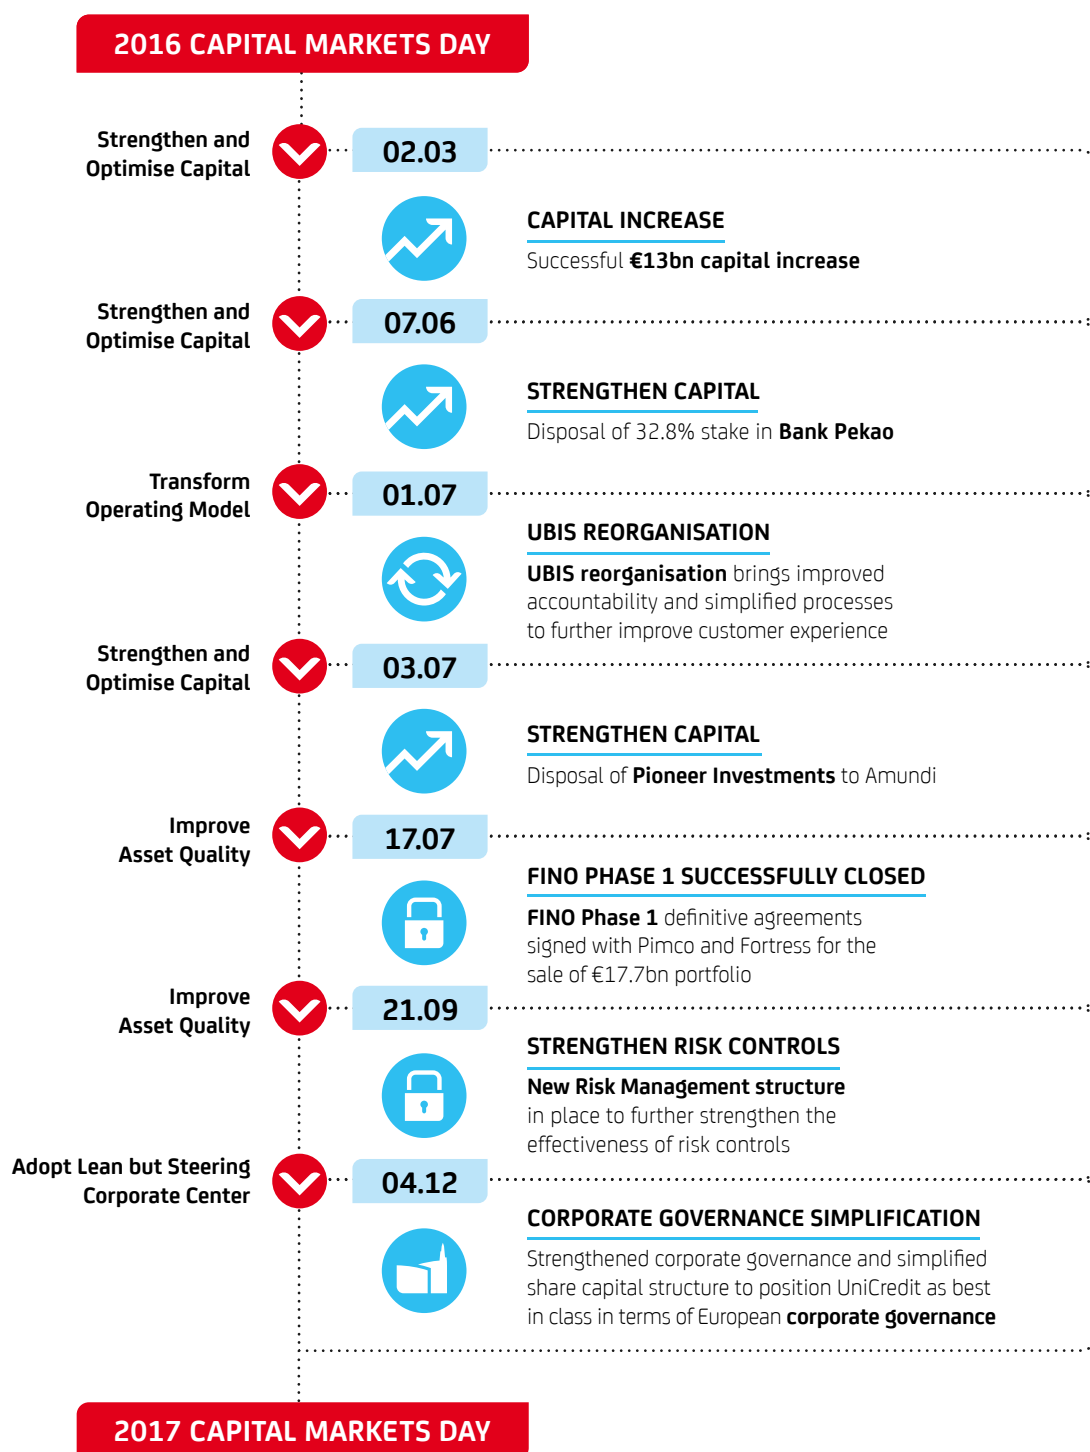 2016 CAPITAL MARKETS DAY
Strengthen and
Optimise Capital
02.03
CAPITAL INCREASE
Successful €13bn capital increase
Strengthen and
Optimise Capital
07.06
STRENGTHEN CAPITAL
Disposal of 32.8% stake in Bank Pekao
Transform
Operating Model
01.07
UBIS REORGANISATION
UBIS reorganisation brings improved
accountability and simplified processes
to further improve customer experience
Strengthen and
Optimise Capital
03.07
STRENGTHEN CAPITAL
Disposal of Pioneer Investments to Amundi
Improve
Asset Quality
17.07
FINO PHASE 1 SUCCESSFULLY CLOSED
FINO Phase 1 definitive agreements
signed with Pimco and Fortress for the
sale of €17.7bn portfolio
Improve
Asset Quality
21.09
STRENGTHEN RISK CONTROLS
New Risk Management structure
in place to further strengthen the
effectiveness of risk controls
Adopt Lean but Steering
Corporate Center
04.12
CORPORATE GOVERNANCE SIMPLIFICATION
Strengthened corporate governance and simplified
share capital structure to position UniCredit as best
in class in terms of European corporate governance
2017 CAPITAL MARKETS DAY